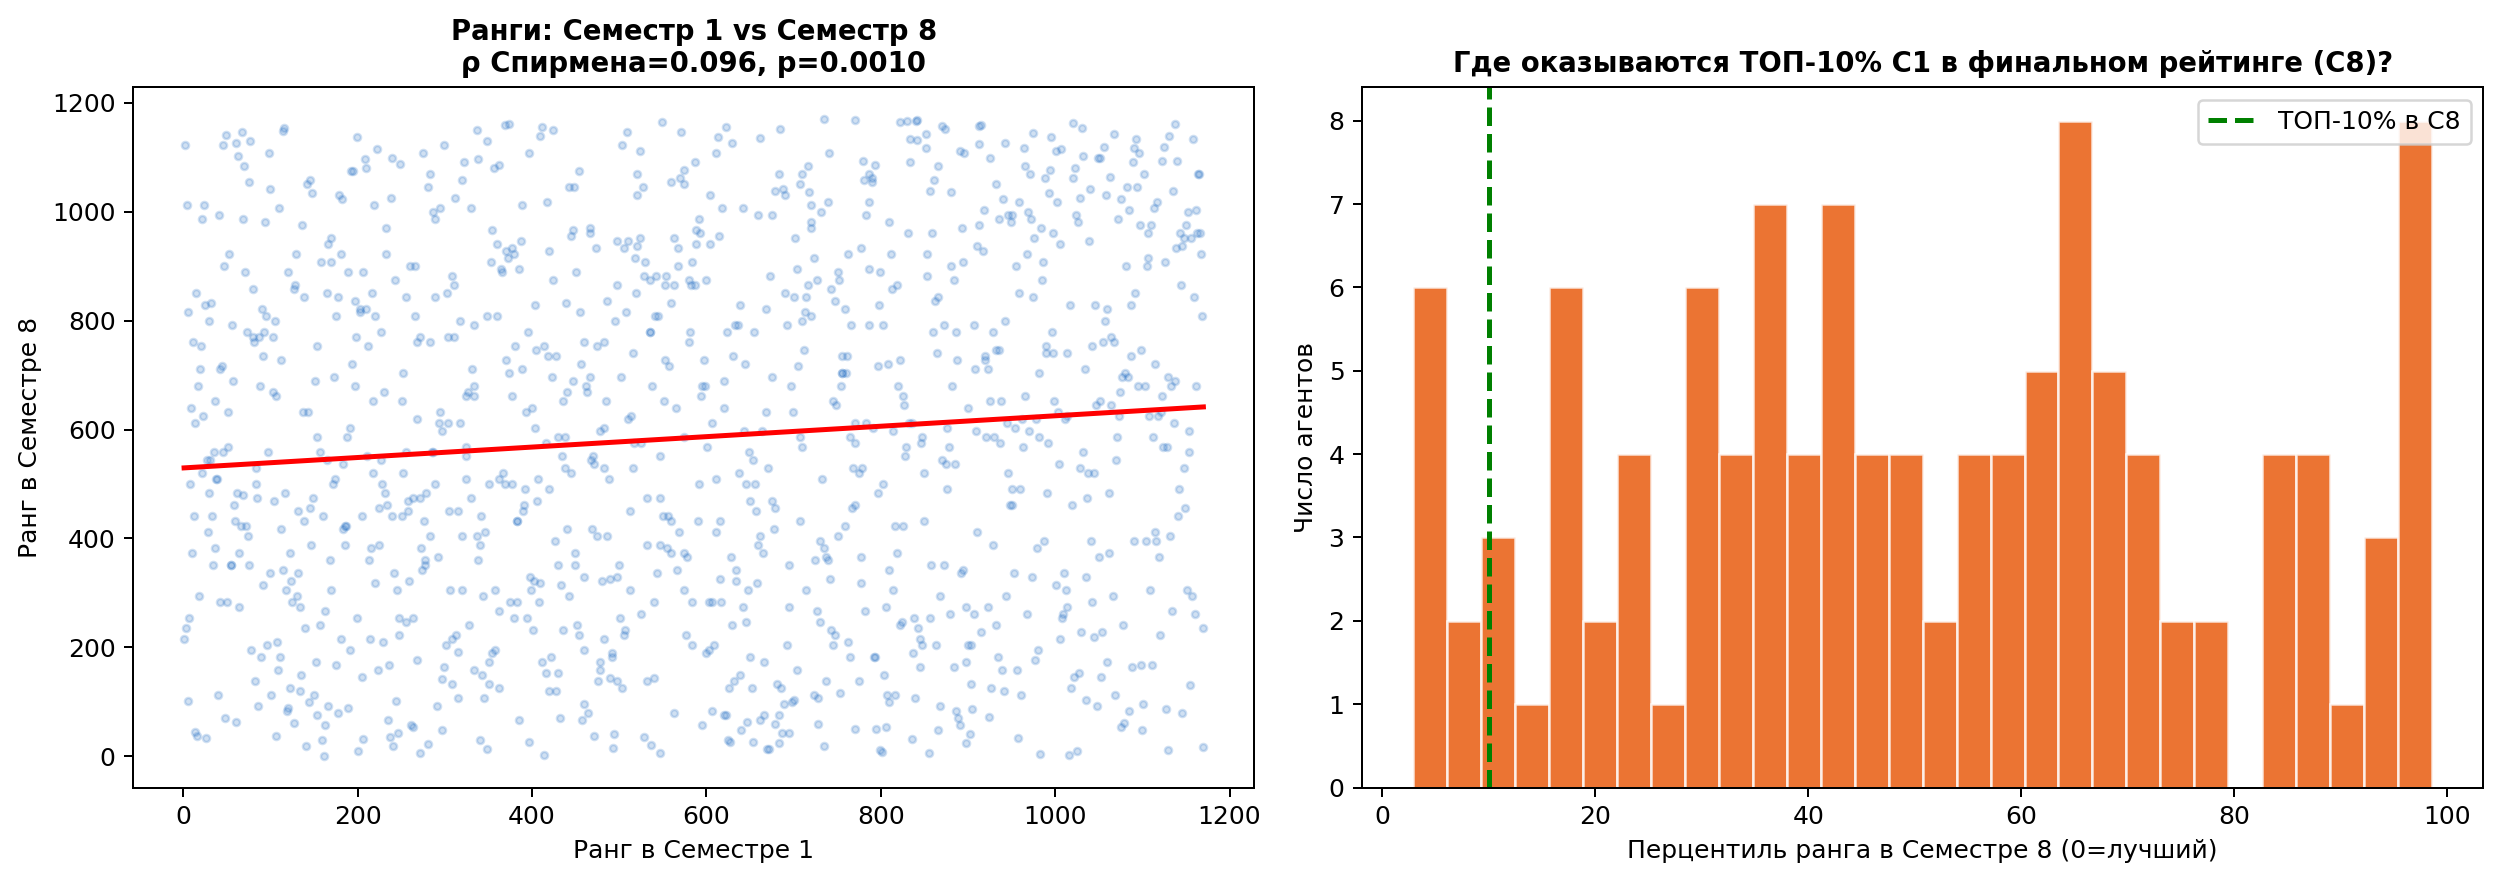 Ранги: Семестр 1 vs Семестр 8
ρ Спирмена=0.096, p=0.0010
Ранг в Семестре 8
1200
1000
800
600
400
200
0
0 200 400 600 800 1000 1200
Ранг в Семестре 1
Где оказываются ТОП-10% С1 в финальном рейтинге (С8)?
ТОП-10% в С8
Число агентов
8
7
6
5
4
3
2
1
0
0 20 40 60 80 100
Перцентиль ранга в Семестре 8 (0=лучший)